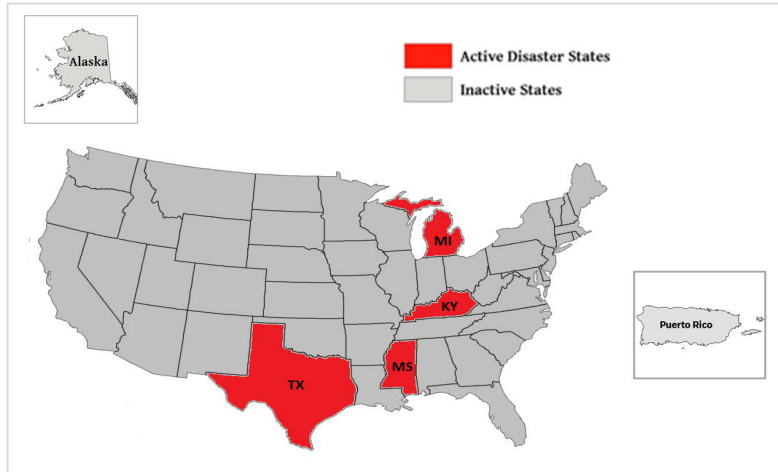 Alaska
Active Disaster States
Inactive States
MI
KY
Puerto Rico
MS
TX